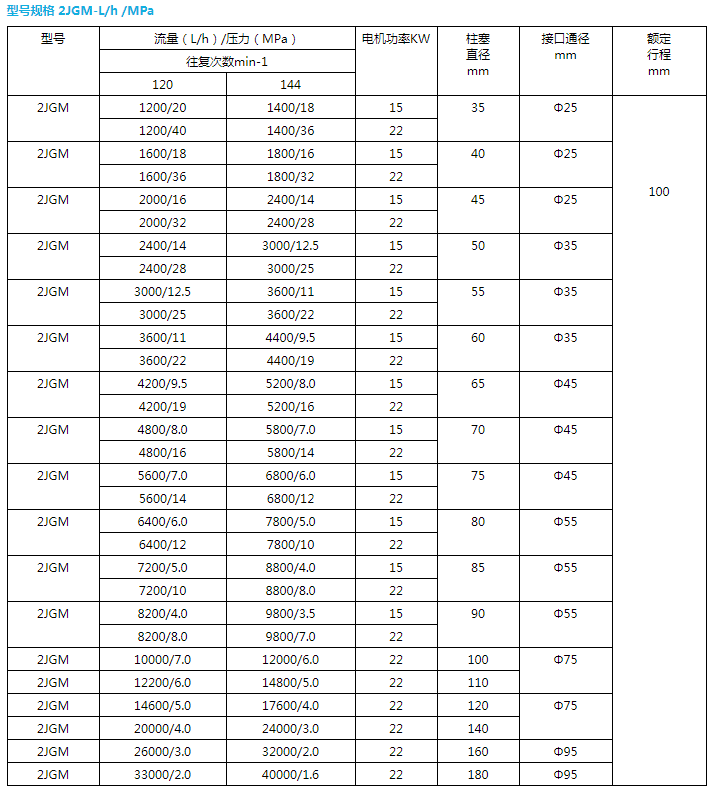 型号规格 2JGM-L/h /MPa
型号 流量（L/h）/压力（MPa） 电机功率KW 柱塞直径mm 接口通径mm 额定行程mm
往复次数min-1
120 144
2JGM 1200/20 1400/18 15 35 Φ25 100
1200/40 1400/36 22
2JGM 1600/18 1800/16 15 40 Φ25
1600/36 1800/32 22
2JGM 2000/16 2400/14 15 45 Φ25
2000/32 2400/28 22
2JGM 2400/14 3000/12.5 15 50 Φ35
2400/28 3000/25 22
2JGM 3000/12.5 3600/11 15 55 Φ35
3000/25 3600/22 22
2JGM 3600/11 4400/9.5 15 60 Φ35
3600/22 4400/19 22
2JGM 4200/9.5 5200/8.0 15 65 Φ45
4200/19 5200/16 22
2JGM 4800/8.0 5800/7.0 15 70 Φ45
4800/16 5800/14 22
2JGM 5600/7.0 6800/6.0 15 75 Φ45
5600/14 6800/12 22
2JGM 6400/6.0 7800/5.0 15 80 Φ55
6400/12 7800/10 22
2JGM 7200/5.0 8800/4.0 15 85 Φ55
7200/10 8800/8.0 22
2JGM 8200/4.0 9800/3.5 15 90 Φ55
8200/8.0 9800/7.0 22
2JGM 10000/7.0 12000/6.0 22 100 Φ75
2JGM 12200/6.0 14800/5.0 22 110
2JGM 14600/5.0 17600/4.0 22 120 Φ75
2JGM 20000/4.0 24000/3.0 22 140
2JGM 26000/3.0 32000/2.0 22 160 Φ95
2JGM 33000/2.0 40000/1.6 22 180 Φ95